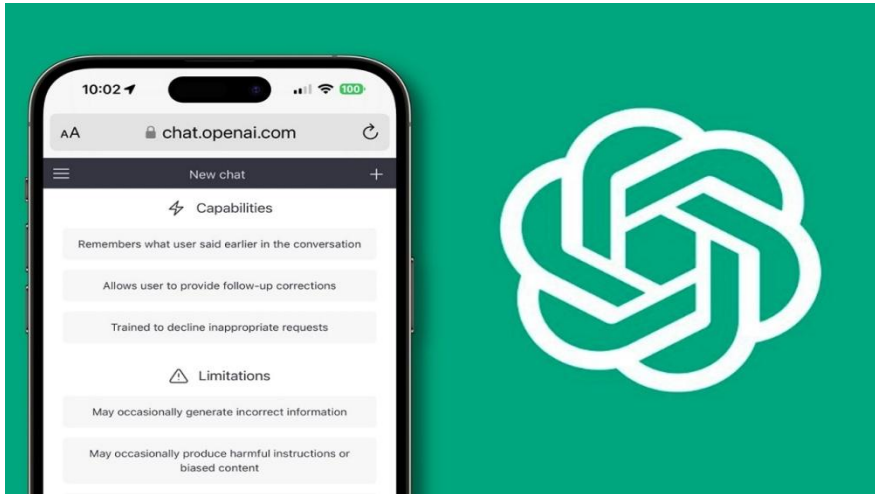 10:02
100
AA chat.openai.com
New chat +
Capabilities
Remembers what user said earlier in the conversation
Allows user to provide follow-up corrections
Trained to decline inappropriate requests
Limitations
May occasionally generate incorrect information
May occasionally produce harmful instructions or
biased content